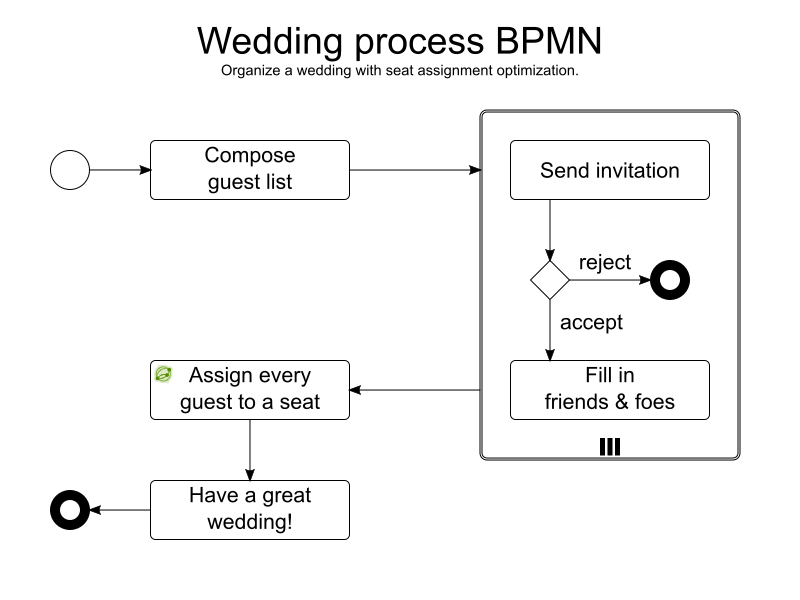 Wedding process BPMN
Organize a wedding with seat assignment optimization.
Compose
guest list
Send invitation
reject
accept
Fill in
friends & foes
Assign every
guest to a seat
Have a great
wedding!